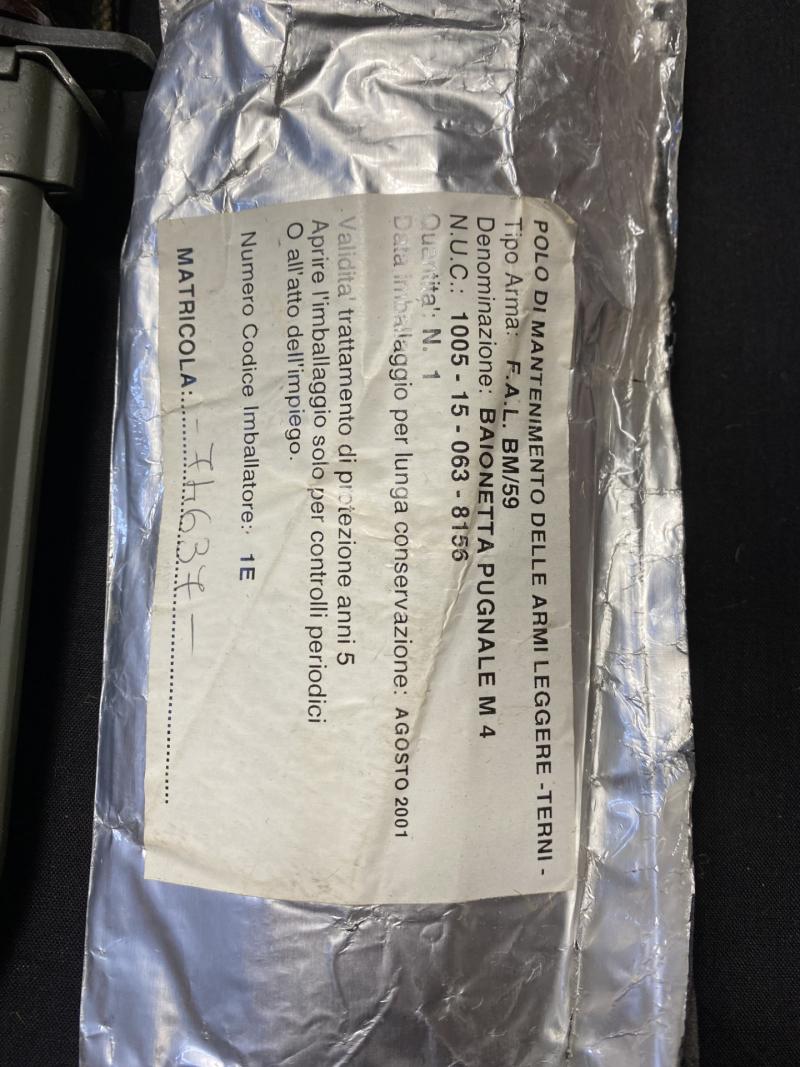 POLO DI MANTENIMENTO DELLE ARMI LEGGERE -TERNI -
Tipo Arma: F.A.L. BM/59
Denominazione: BAIONETTA PUGNALE M 4
N.U.C.: 1005 - 15 - 063 - 8156
Quantita': N. 1
Data imballaggio per lunga conservazione: AGOSTO 2001
Validita' trattamento di protezione anni 5
Aprire l'imballaggio solo per controlli periodici
O all'atto dell'impiego.
Numero Codice Imballatore: 1E
MATRICOLA: - 74637 -